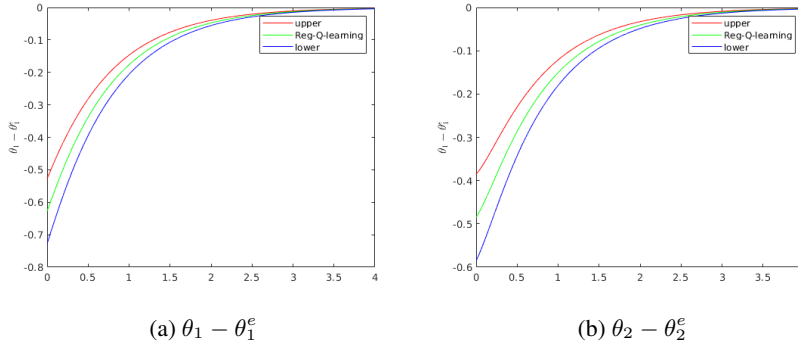 0
-0.1
-0.2
-0.3
-0.4
-0.5
-0.6
-0.7
-0.8
θ₁ − θ₁ᵉ
0 0.5 1 1.5 2 2.5 3 3.5 4
upper
Reg-Q-learning
lower
(a) θ₁ − θ₁ᵉ
0
-0.1
-0.2
-0.3
-0.4
-0.5
-0.6
θ₁ − θ₁ᵉ
0 0.5 1 1.5 2 2.5 3 3.5
upper
Reg-Q-learning
lower
(b) θ₂ − θ₂ᵉ